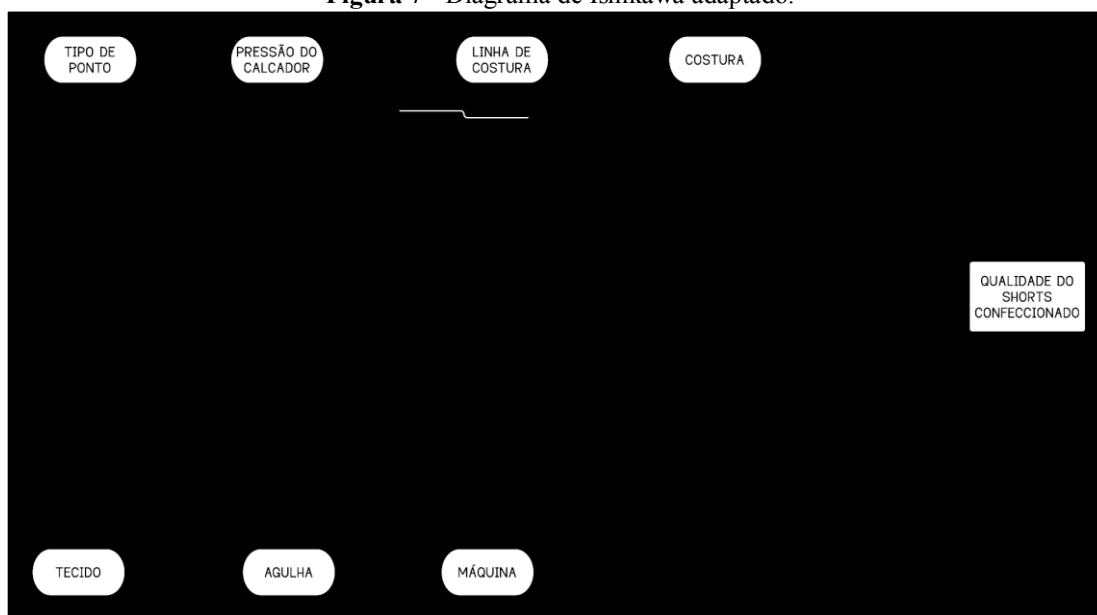 Figura 7 - Diagrama de Ishikawa adaptado.
TIPO DE
PONTO
PRESSÃO DO
CALCADOR
LINHA DE
COSTURA
COSTURA
QUALIDADE DO
SHORTS
CONFECCIONADO
TECIDO
AGULHA
MÁQUINA